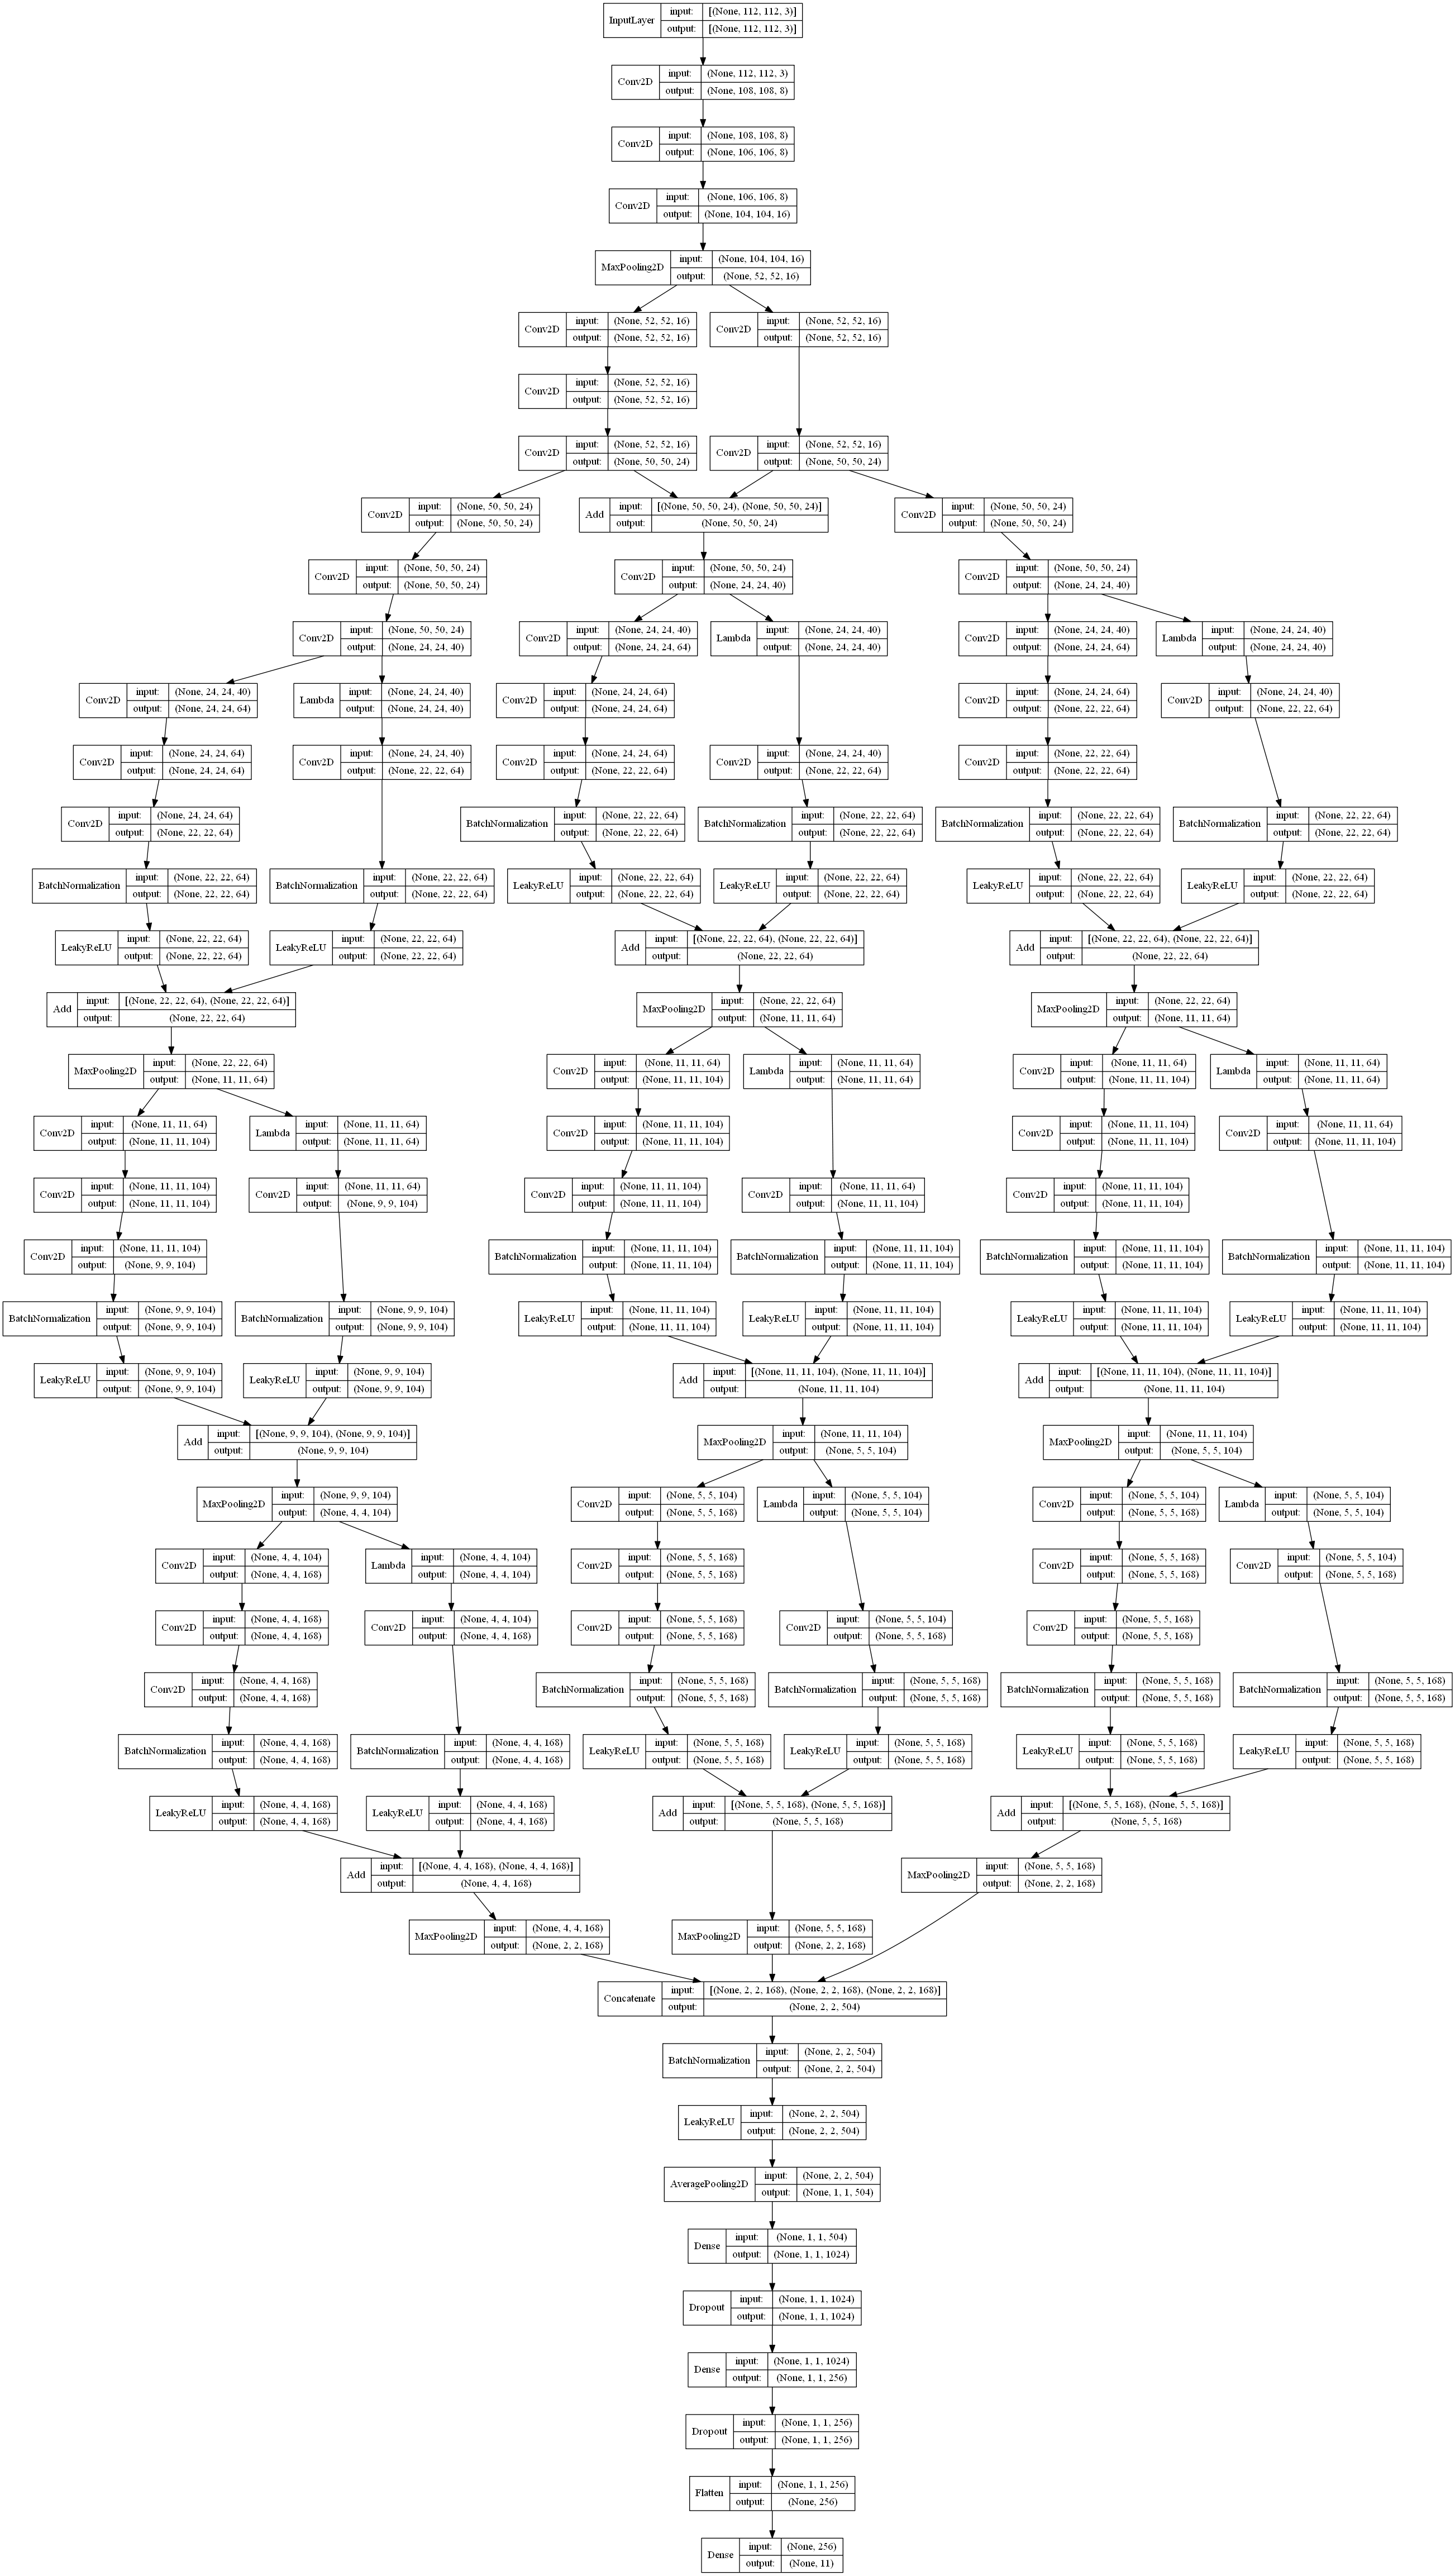 InputLayer
input: [(None, 112, 112, 3)]
output: [(None, 112, 112, 3)]
Conv2D
input: (None, 112, 112, 3)
output: (None, 108, 108, 8)
Conv2D
input: (None, 108, 108, 8)
output: (None, 106, 106, 8)
Conv2D
input: (None, 106, 106, 8)
output: (None, 104, 104, 16)
MaxPooling2D
input: (None, 104, 104, 16)
output: (None, 52, 52, 16)
Conv2D
input: (None, 52, 52, 16)
output: (None, 52, 52, 16)
Conv2D
input: (None, 52, 52, 16)
output: (None, 52, 52, 16)
Conv2D
input: (None, 52, 52, 16)
output: (None, 52, 52, 16)
Conv2D
input: (None, 52, 52, 16)
output: (None, 50, 50, 24)
Conv2D
input: (None, 52, 52, 16)
output: (None, 50, 50, 24)
Conv2D
input: (None, 50, 50, 24)
output: (None, 50, 50, 24)
Add
input: [(None, 50, 50, 24), (None, 50, 50, 24)]
output: (None, 50, 50, 24)
Conv2D
input: (None, 50, 50, 24)
output: (None, 50, 50, 24)
Conv2D
input: (None, 50, 50, 24)
output: (None, 50, 50, 24)
Conv2D
input: (None, 50, 50, 24)
output: (None, 24, 24, 40)
Conv2D
input: (None, 50, 50, 24)
output: (None, 24, 24, 40)
Conv2D
input: (None, 50, 50, 24)
output: (None, 24, 24, 40)
Conv2D
input: (None, 24, 24, 40)
output: (None, 24, 24, 64)
Lambda
input: (None, 24, 24, 40)
output: (None, 24, 24, 40)
Conv2D
input: (None, 24, 24, 40)
output: (None, 24, 24, 64)
Lambda
input: (None, 24, 24, 40)
output: (None, 24, 24, 40)
Conv2D
input: (None, 24, 24, 40)
output: (None, 24, 24, 64)
Lambda
input: (None, 24, 24, 40)
output: (None, 24, 24, 40)
Conv2D
input: (None, 24, 24, 64)
output: (None, 24, 24, 64)
Conv2D
input: (None, 24, 24, 64)
output: (None, 22, 22, 64)
Conv2D
input: (None, 24, 24, 40)
output: (None, 22, 22, 64)
Conv2D
input: (None, 24, 24, 64)
output: (None, 24, 24, 64)
Conv2D
input: (None, 24, 24, 40)
output: (None, 22, 22, 64)
Conv2D
input: (None, 24, 24, 64)
output: (None, 22, 22, 64)
Conv2D
input: (None, 24, 24, 40)
output: (None, 22, 22, 64)
Conv2D
input: (None, 22, 22, 64)
output: (None, 22, 22, 64)
Conv2D
input: (None, 24, 24, 64)
output: (None, 22, 22, 64)
BatchNormalization
input: (None, 22, 22, 64)
output: (None, 22, 22, 64)
BatchNormalization
input: (None, 22, 22, 64)
output: (None, 22, 22, 64)
BatchNormalization
input: (None, 22, 22, 64)
output: (None, 22, 22, 64)
BatchNormalization
input: (None, 22, 22, 64)
output: (None, 22, 22, 64)
BatchNormalization
input: (None, 22, 22, 64)
output: (None, 22, 22, 64)
BatchNormalization
input: (None, 22, 22, 64)
output: (None, 22, 22, 64)
LeakyReLU
input: (None, 22, 22, 64)
output: (None, 22, 22, 64)
LeakyReLU
input: (None, 22, 22, 64)
output: (None, 22, 22, 64)
LeakyReLU
input: (None, 22, 22, 64)
output: (None, 22, 22, 64)
LeakyReLU
input: (None, 22, 22, 64)
output: (None, 22, 22, 64)
LeakyReLU
input: (None, 22, 22, 64)
output: (None, 22, 22, 64)
LeakyReLU
input: (None, 22, 22, 64)
output: (None, 22, 22, 64)
Add
input: [(None, 22, 22, 64), (None, 22, 22, 64)]
output: (None, 22, 22, 64)
Add
input: [(None, 22, 22, 64), (None, 22, 22, 64)]
output: (None, 22, 22, 64)
Add
input: [(None, 22, 22, 64), (None, 22, 22, 64)]
output: (None, 22, 22, 64)
MaxPooling2D
input: (None, 22, 22, 64)
output: (None, 11, 11, 64)
MaxPooling2D
input: (None, 22, 22, 64)
output: (None, 11, 11, 64)
MaxPooling2D
input: (None, 22, 22, 64)
output: (None, 11, 11, 64)
Conv2D
input: (None, 11, 11, 64)
output: (None, 11, 11, 104)
Lambda
input: (None, 11, 11, 64)
output: (None, 11, 11, 64)
Conv2D
input: (None, 11, 11, 64)
output: (None, 11, 11, 104)
Lambda
input: (None, 11, 11, 64)
output: (None, 11, 11, 64)
Conv2D
input: (None, 11, 11, 64)
output: (None, 11, 11, 104)
Lambda
input: (None, 11, 11, 64)
output: (None, 11, 11, 64)
Conv2D
input: (None, 11, 11, 104)
output: (None, 11, 11, 104)
Conv2D
input: (None, 11, 11, 104)
output: (None, 11, 11, 104)
Conv2D
input: (None, 11, 11, 64)
output: (None, 11, 11, 104)
Conv2D
input: (None, 11, 11, 104)
output: (None, 11, 11, 104)
Conv2D
input: (None, 11, 11, 64)
output: (None, 9, 9, 104)
Conv2D
input: (None, 11, 11, 104)
output: (None, 11, 11, 104)
Conv2D
input: (None, 11, 11, 64)
output: (None, 11, 11, 104)
Conv2D
input: (None, 11, 11, 104)
output: (None, 11, 11, 104)
Conv2D
input: (None, 11, 11, 104)
output: (None, 9, 9, 104)
BatchNormalization
input: (None, 11, 11, 104)
output: (None, 11, 11, 104)
BatchNormalization
input: (None, 11, 11, 104)
output: (None, 11, 11, 104)
BatchNormalization
input: (None, 11, 11, 104)
output: (None, 11, 11, 104)
BatchNormalization
input: (None, 11, 11, 104)
output: (None, 11, 11, 104)
BatchNormalization
input: (None, 9, 9, 104)
output: (None, 9, 9, 104)
BatchNormalization
input: (None, 9, 9, 104)
output: (None, 9, 9, 104)
LeakyReLU
input: (None, 11, 11, 104)
output: (None, 11, 11, 104)
LeakyReLU
input: (None, 11, 11, 104)
output: (None, 11, 11, 104)
LeakyReLU
input: (None, 11, 11, 104)
output: (None, 11, 11, 104)
LeakyReLU
input: (None, 11, 11, 104)
output: (None, 11, 11, 104)
LeakyReLU
input: (None, 9, 9, 104)
output: (None, 9, 9, 104)
LeakyReLU
input: (None, 9, 9, 104)
output: (None, 9, 9, 104)
Add
input: [(None, 11, 11, 104), (None, 11, 11, 104)]
output: (None, 11, 11, 104)
Add
input: [(None, 11, 11, 104), (None, 11, 11, 104)]
output: (None, 11, 11, 104)
Add
input: [(None, 9, 9, 104), (None, 9, 9, 104)]
output: (None, 9, 9, 104)
MaxPooling2D
input: (None, 11, 11, 104)
output: (None, 5, 5, 104)
MaxPooling2D
input: (None, 11, 11, 104)
output: (None, 5, 5, 104)
MaxPooling2D
input: (None, 9, 9, 104)
output: (None, 4, 4, 104)
Conv2D
input: (None, 5, 5, 104)
output: (None, 5, 5, 168)
Lambda
input: (None, 5, 5, 104)
output: (None, 5, 5, 104)
Conv2D
input: (None, 5, 5, 104)
output: (None, 5, 5, 168)
Lambda
input: (None, 5, 5, 104)
output: (None, 5, 5, 104)
Conv2D
input: (None, 4, 4, 104)
output: (None, 4, 4, 168)
Lambda
input: (None, 4, 4, 104)
output: (None, 4, 4, 104)
Conv2D
input: (None, 5, 5, 168)
output: (None, 5, 5, 168)
Conv2D
input: (None, 5, 5, 168)
output: (None, 5, 5, 168)
Conv2D
input: (None, 5, 5, 104)
output: (None, 5, 5, 168)
Conv2D
input: (None, 4, 4, 168)
output: (None, 4, 4, 168)
Conv2D
input: (None, 4, 4, 104)
output: (None, 4, 4, 168)
Conv2D
input: (None, 5, 5, 168)
output: (None, 5, 5, 168)
Conv2D
input: (None, 5, 5, 104)
output: (None, 5, 5, 168)
Conv2D
input: (None, 5, 5, 168)
output: (None, 5, 5, 168)
Conv2D
input: (None, 4, 4, 168)
output: (None, 4, 4, 168)
BatchNormalization
input: (None, 5, 5, 168)
output: (None, 5, 5, 168)
BatchNormalization
input: (None, 5, 5, 168)
output: (None, 5, 5, 168)
BatchNormalization
input: (None, 5, 5, 168)
output: (None, 5, 5, 168)
BatchNormalization
input: (None, 5, 5, 168)
output: (None, 5, 5, 168)
BatchNormalization
input: (None, 4, 4, 168)
output: (None, 4, 4, 168)
BatchNormalization
input: (None, 4, 4, 168)
output: (None, 4, 4, 168)
LeakyReLU
input: (None, 5, 5, 168)
output: (None, 5, 5, 168)
LeakyReLU
input: (None, 5, 5, 168)
output: (None, 5, 5, 168)
LeakyReLU
input: (None, 5, 5, 168)
output: (None, 5, 5, 168)
LeakyReLU
input: (None, 5, 5, 168)
output: (None, 5, 5, 168)
LeakyReLU
input: (None, 4, 4, 168)
output: (None, 4, 4, 168)
LeakyReLU
input: (None, 4, 4, 168)
output: (None, 4, 4, 168)
Add
input: [(None, 5, 5, 168), (None, 5, 5, 168)]
output: (None, 5, 5, 168)
Add
input: [(None, 5, 5, 168), (None, 5, 5, 168)]
output: (None, 5, 5, 168)
Add
input: [(None, 4, 4, 168), (None, 4, 4, 168)]
output: (None, 4, 4, 168)
MaxPooling2D
input: (None, 5, 5, 168)
output: (None, 2, 2, 168)
MaxPooling2D
input: (None, 4, 4, 168)
output: (None, 2, 2, 168)
MaxPooling2D
input: (None, 5, 5, 168)
output: (None, 2, 2, 168)
Concatenate
input: [(None, 2, 2, 168), (None, 2, 2, 168), (None, 2, 2, 168)]
output: (None, 2, 2, 504)
BatchNormalization
input: (None, 2, 2, 504)
output: (None, 2, 2, 504)
LeakyReLU
input: (None, 2, 2, 504)
output: (None, 2, 2, 504)
AveragePooling2D
input: (None, 2, 2, 504)
output: (None, 1, 1, 504)
Dense
input: (None, 1, 1, 504)
output: (None, 1, 1, 1024)
Dropout
input: (None, 1, 1, 1024)
output: (None, 1, 1, 1024)
Dense
input: (None, 1, 1, 1024)
output: (None, 1, 1, 256)
Dropout
input: (None, 1, 1, 256)
output: (None, 1, 1, 256)
Flatten
input: (None, 1, 1, 256)
output: (None, 256)
Dense
input: (None, 256)
output: (None, 11)